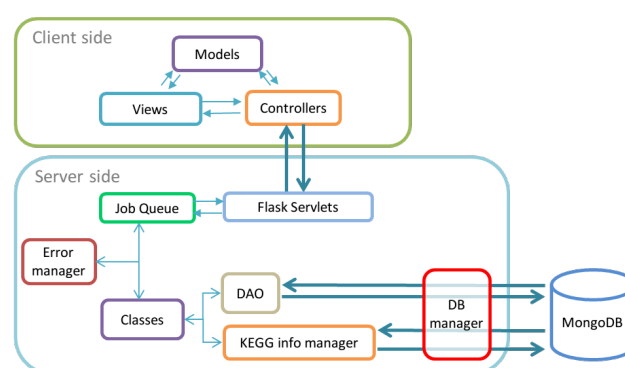 Client side
Models
Views
Controllers
Server side
Job Queue
Flask Servlets
Error
manager
DAO
DB
manager
MongoDB
Classes
KEGG info manager